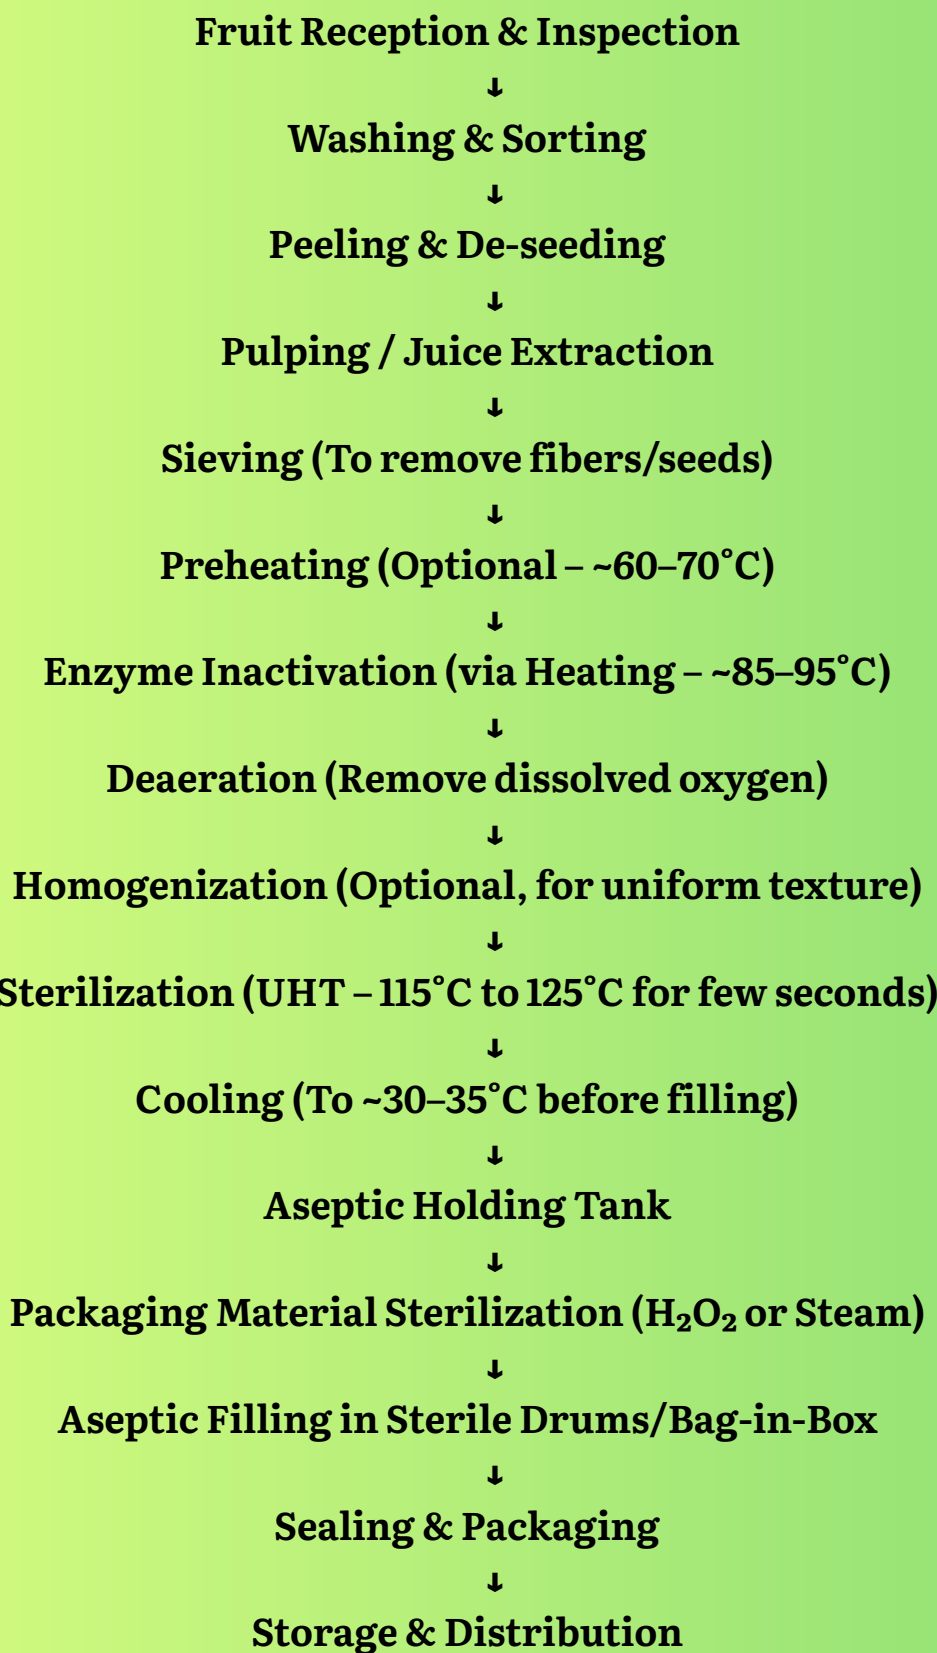 Fruit Reception & Inspection
↓
Washing & Sorting
↓
Peeling & De-seeding
↓
Pulping / Juice Extraction
↓
Sieving (To remove fibers/seeds)
↓
Preheating (Optional – ~60–70°C)
↓
Enzyme Inactivation (via Heating – ~85–95°C)
↓
Deaeration (Remove dissolved oxygen)
↓
Homogenization (Optional, for uniform texture)
↓
Sterilization (UHT – 115°C to 125°C for few seconds)
↓
Cooling (To ~30–35°C before filling)
↓
Aseptic Holding Tank
↓
Packaging Material Sterilization (H₂O₂ or Steam)
↓
Aseptic Filling in Sterile Drums/Bag-in-Box
↓
Sealing & Packaging
↓
Storage & Distribution